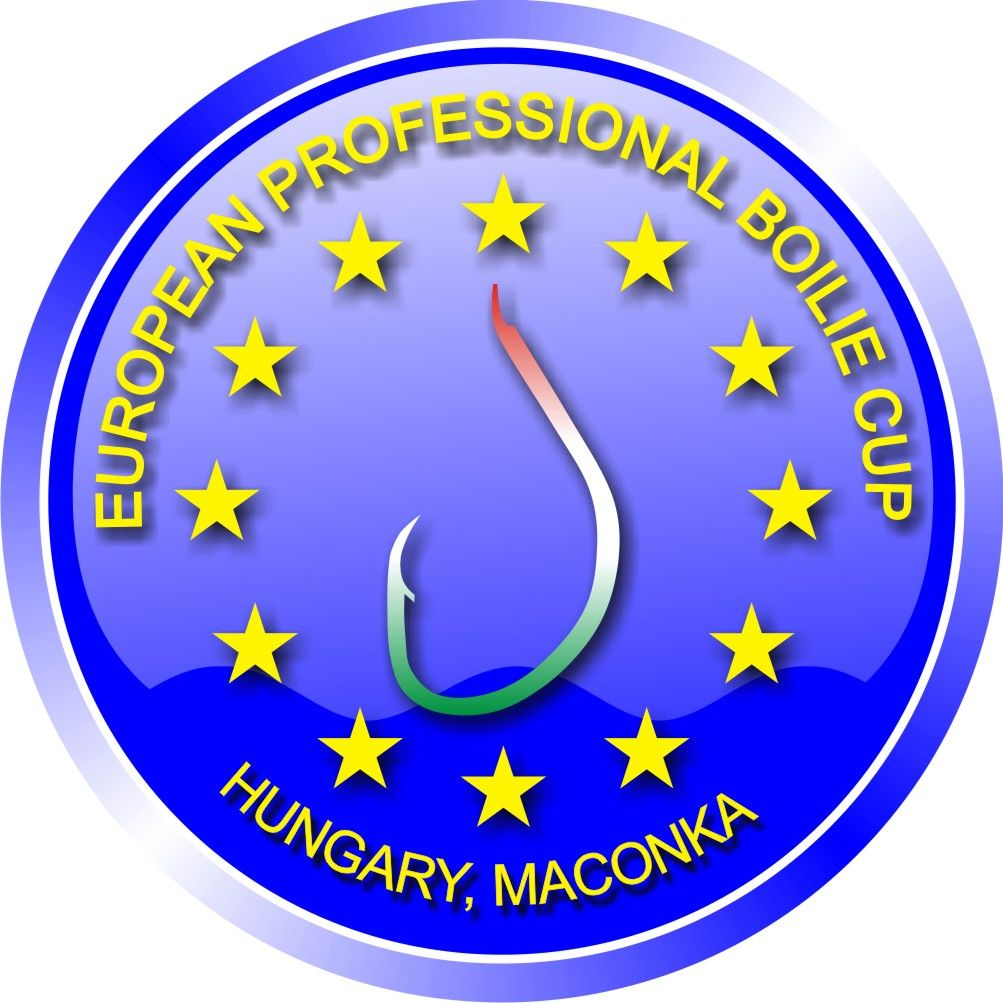 EUROPEAN PROFESSIONAL BOILIE CUP
HUNGARY, MACONKA